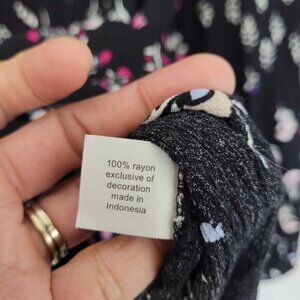 100% rayon
exclusive of
decoration
made in
Indonesia